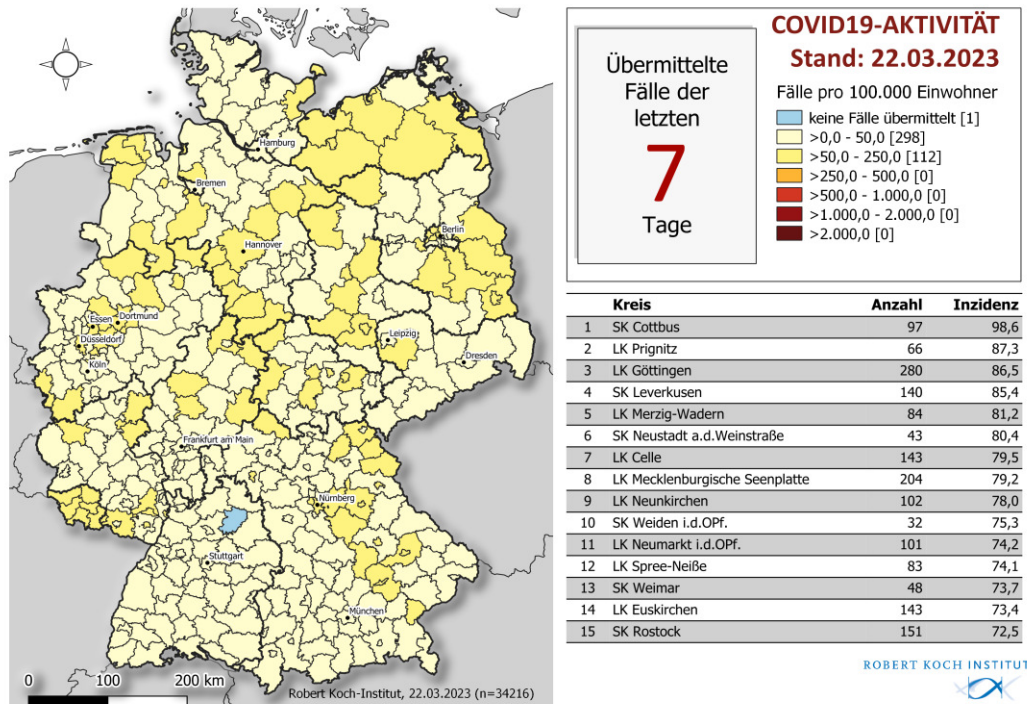 Hamburg
Bremen
Berlin
Hannover
Essen
Dortmund
Düsseldorf
Köln
Leipzig
Dresden
Frankfurt am Main
Nürnberg
Stuttgart
München
0 100 200 km
Robert Koch-Institut, 22.03.2023 (n=34216)
Übermittelte
Fälle der
letzten
7
Tage
COVID19-AKTIVITÄT
Stand: 22.03.2023
Fälle pro 100.000 Einwohner
keine Fälle übermittelt [1]
>0,0 - 50,0 [298]
>50,0 - 250,0 [112]
>250,0 - 500,0 [0]
>500,0 - 1.000,0 [0]
>1.000,0 - 2.000,0 [0]
>2.000,0 [0]
Kreis Anzahl Inzidenz
1 SK Cottbus 97 98,6
2 LK Prignitz 66 87,3
3 LK Göttingen 280 86,5
4 SK Leverkusen 140 85,4
5 LK Merzig-Wadern 84 81,2
6 SK Neustadt a.d.Weinstraße 43 80,4
7 LK Celle 143 79,5
8 LK Mecklenburgische Seenplatte 204 79,2
9 LK Neunkirchen 102 78,0
10 SK Weiden i.d.OPf. 32 75,3
11 LK Neumarkt i.d.OPf. 101 74,2
12 LK Spree-Neiße 83 74,1
13 SK Weimar 48 73,7
14 LK Euskirchen 143 73,4
15 SK Rostock 151 72,5
ROBERT KOCH INSTITUT